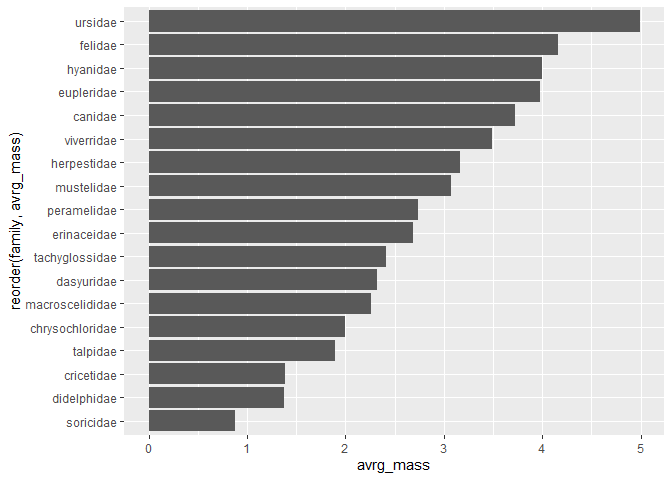 ursidae
felidae
hyanidae
eupleridae
canidae
viverridae
herpestidae
mustelidae
peramelidae
erinaceidae
tachyglossidae
dasyuridae
macroscelididae
chrysochloridae
talpidae
cricetidae
didelphidae
soricidae
reorder(family, avrg_mass)
0 1 2 3 4 5
avrg_mass